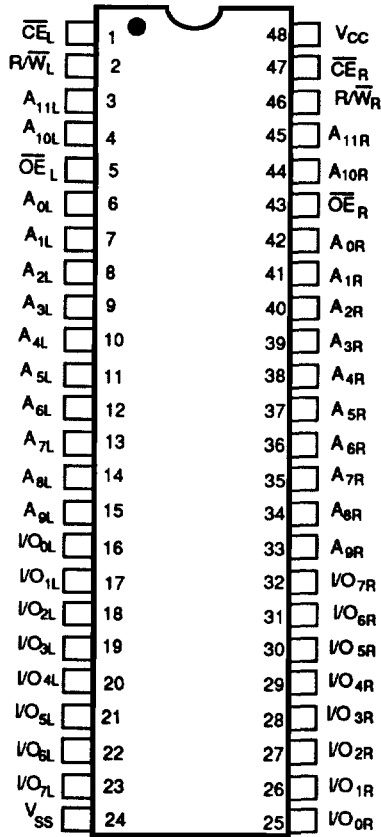 C̅E̅L 1 48 VCC
R/W̅L 2 47 C̅E̅R
A11L 3 46 R/W̅R
A10L 4 45 A11R
O̅E̅L 5 44 A10R
A0L 6 43 O̅E̅R
A1L 7 42 A0R
A2L 8 41 A1R
A3L 9 40 A2R
A4L 10 39 A3R
A5L 11 38 A4R
A6L 12 37 A5R
A7L 13 36 A6R
A8L 14 35 A7R
A9L 15 34 A8R
I/O0L 16 33 A9R
I/O1L 17 32 I/O7R
I/O2L 18 31 I/O6R
I/O3L 19 30 I/O5R
I/O4L 20 29 I/O4R
I/O5L 21 28 I/O3R
I/O6L 22 27 I/O2R
I/O7L 23 26 I/O1R
VSS 24 25 I/O0R